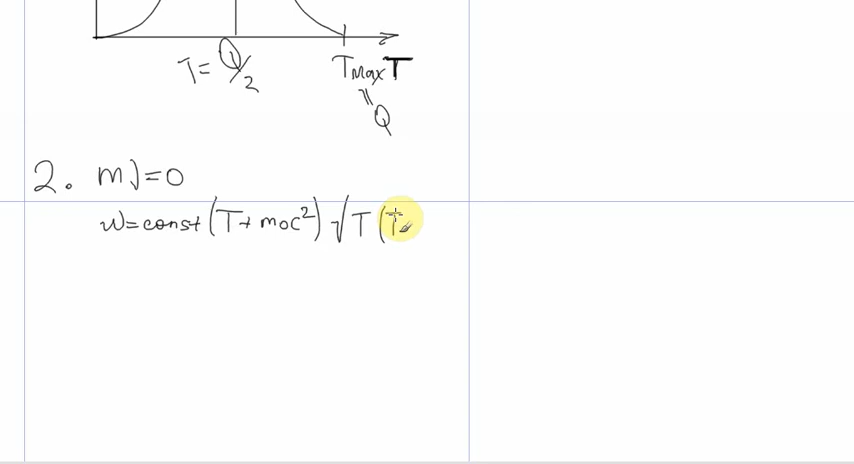 T = Q/2
Tmax T
=
Q
2. mν=0
w=const (T+moc²) √T (T+